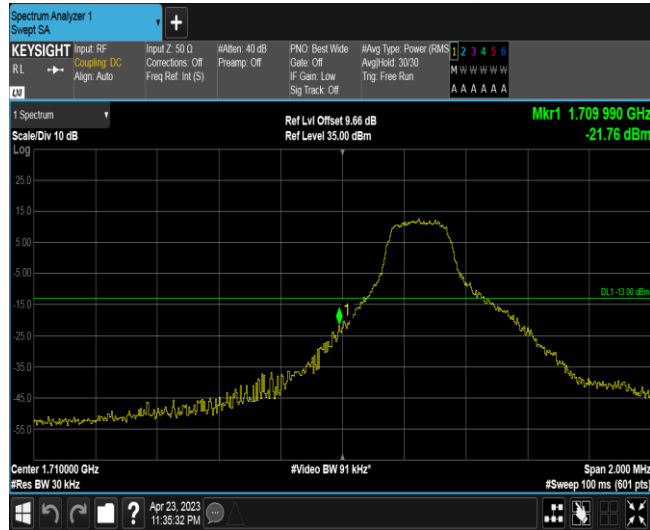 Spectrum Analyzer 1
Swept SA
KEYSIGHT
RL
LXI
Input: RF
Coupling: DC
Align: Auto
Input Z: 50 Ω
Corrections: Off
Freq Ref: Int (S)
#Atten: 40 dB
Preamp: Off
PNO: Best Wide
Gate: Off
IF Gain: Low
Sig Track: Off
#Avg Type: Power (RMS
Avg|Hold: 30/30
Trig: Free Run
1 2 3 4 5 6
M W W W W W
A A A A A A
1 Spectrum
Scale/Div 10 dB
Log
Ref Lvl Offset 9.66 dB
Ref Level 35.00 dBm
Mkr1 1.709 990 GHz
-21.76 dBm
25.0
15.0
5.00
-5.00
-15.0
-25.0
-35.0
-45.0
-55.0
DL1 -13.00 dBm
1
Center 1.710000 GHz
#Res BW 30 kHz
#Video BW 91 kHz*
Span 2.000 MHz
#Sweep 100 ms (601 pts)
Apr 23, 2023
11:35:32 PM